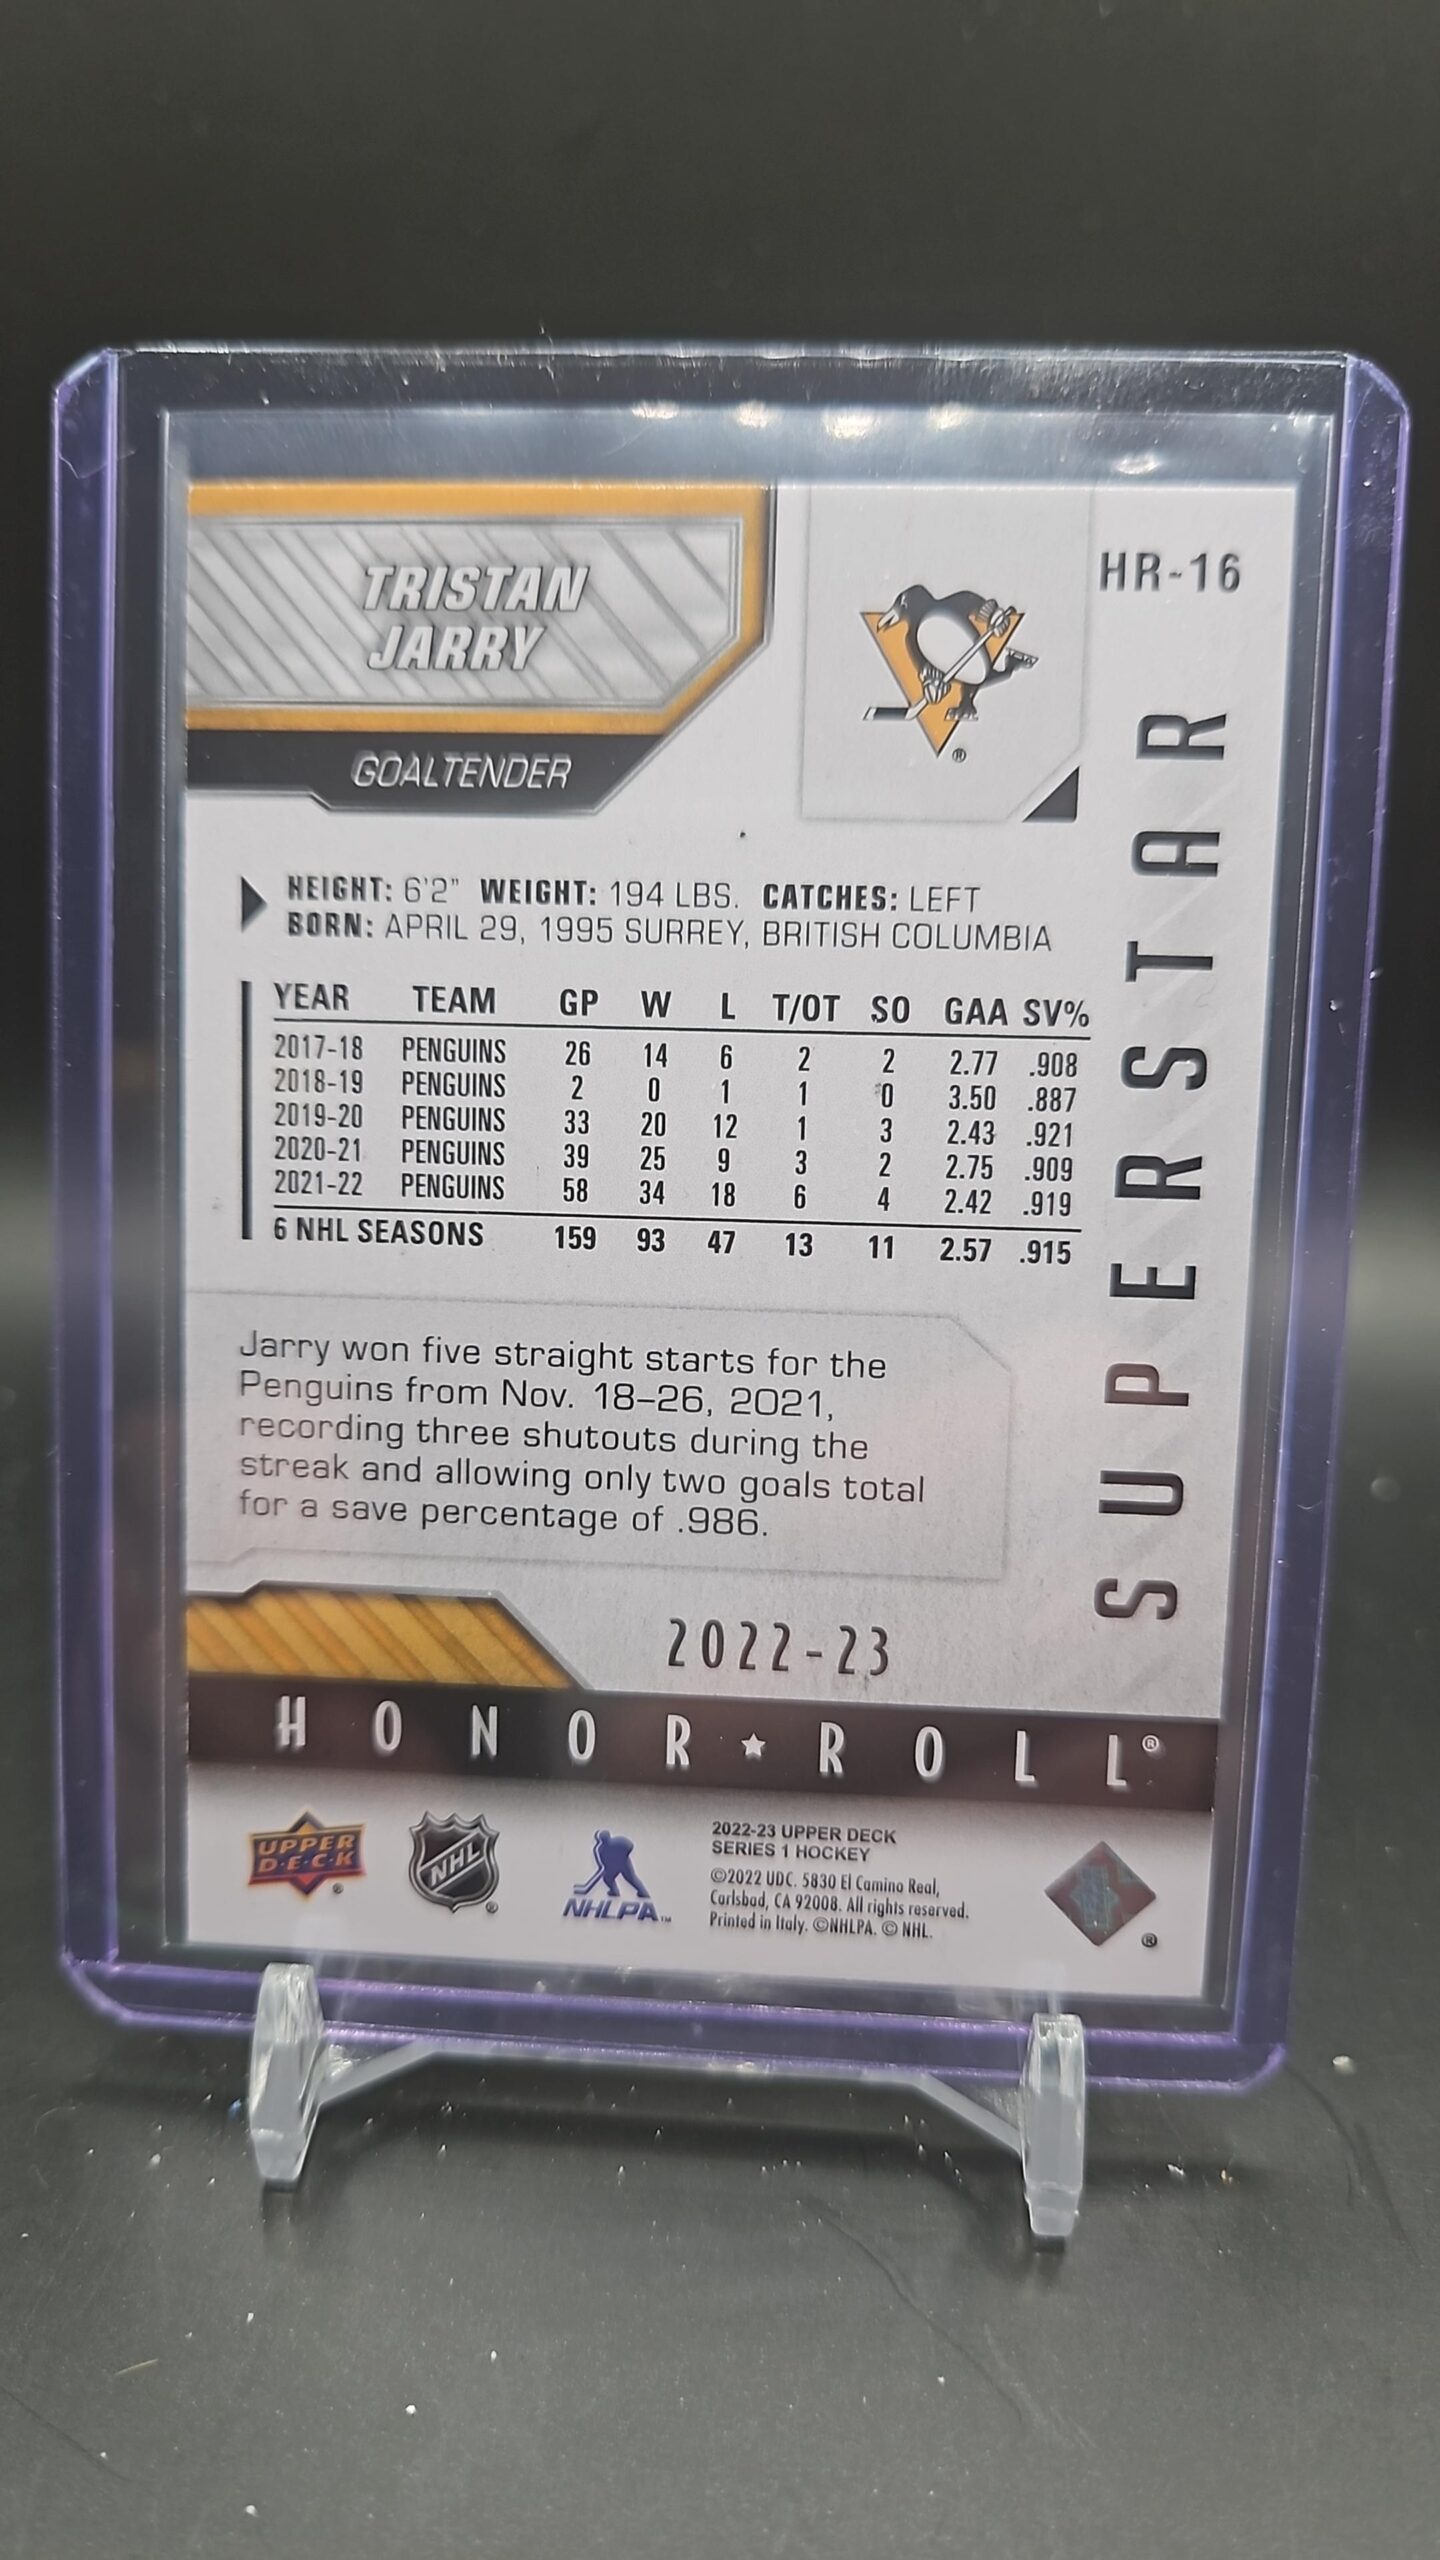 TRISTAN
JARRY
GOALTENDER
HR-16
SUPERSTAR
HEIGHT: 6'2" WEIGHT: 194 LBS. CATCHES: LEFT
BORN: APRIL 29, 1995 SURREY, BRITISH COLUMBIA
YEAR TEAM GP W L T/OT SO GAA SV%
2017-18 PENGUINS 26 14 6 2 2 2.77 .908
2018-19 PENGUINS 2 0 1 1 0 3.50 .887
2019-20 PENGUINS 33 20 12 1 3 2.43 .921
2020-21 PENGUINS 39 25 9 3 2 2.75 .909
2021-22 PENGUINS 58 34 18 6 4 2.42 .919
6 NHL SEASONS 159 93 47 13 11 2.57 .915
Jarry won five straight starts for the
Penguins from Nov. 18–26, 2021,
recording three shutouts during the
streak and allowing only two goals total
for a save percentage of .986.
2022-23
HONOR★ROLL®
UPPER
D·E·C·K
®
NHL
®
NHLPA™
2022-23 UPPER DECK
SERIES 1 HOCKEY
©2022 UDC. 5830 El Camino Real,
Carlsbad, CA 92008. All rights reserved.
Printed in Italy. ©NHLPA. © NHL.
®